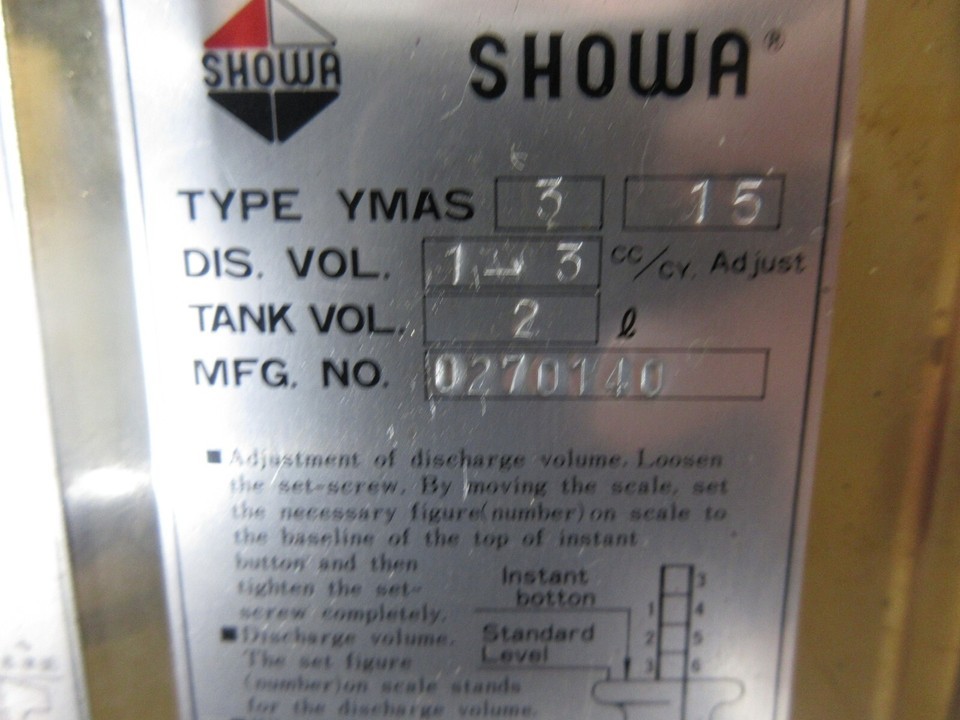 SHOWA
SHOWA®
TYPE YMAS 3 15
DIS. VOL. 1-3 cc/cy. Adjust
TANK VOL. 2 ℓ
MFG. NO. 0270140
■ Adjustment of discharge volume. Loosen
the set-screw. By moving the scale, set
the necessary figure(number)on scale to
the baseline of the top of instant
button and then
tighten the set-
screw completely.
■ Discharge volume.
The set figure
(number)on scale stands
for the discharge volume.
Instant
botton
Standard
Level
3
1 4
2 5
3 6